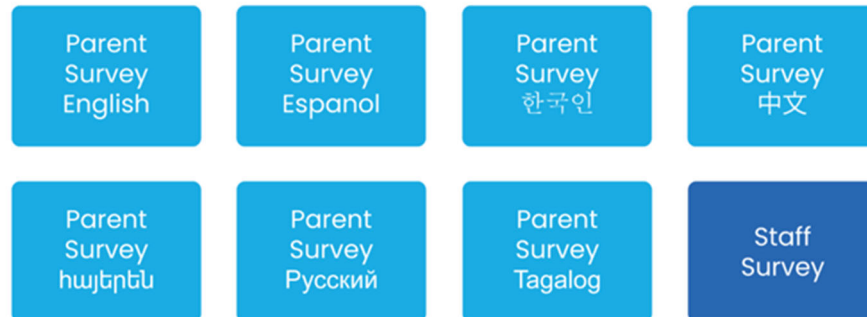 Parent
Survey
English
Parent
Survey
Espanol
Parent
Survey
한국인
Parent
Survey
中文
Parent
Survey
հայերեն
Parent
Survey
Русский
Parent
Survey
Tagalog
Staff
Survey